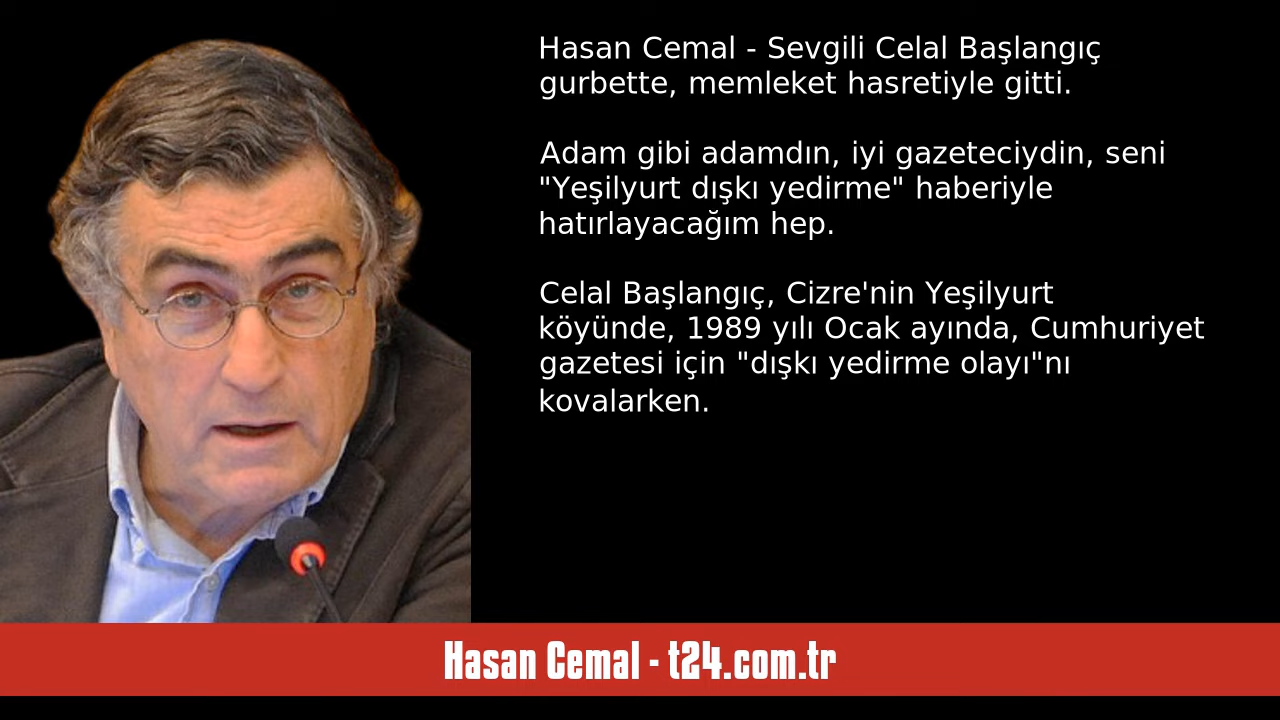 Hasan Cemal - Sevgili Celal Başlangıç
gurbette, memleket hasretiyle gitti.
Adam gibi adamdın, iyi gazeteciydin, seni
"Yeşilyurt dışkı yedirme" haberiyle
hatırlayacağım hep.
Celal Başlangıç, Cizre'nin Yeşilyurt
köyünde, 1989 yılı Ocak ayında, Cumhuriyet
gazetesi için "dışkı yedirme olayı"nı
kovalarken.
Hasan Cemal - t24.com.tr